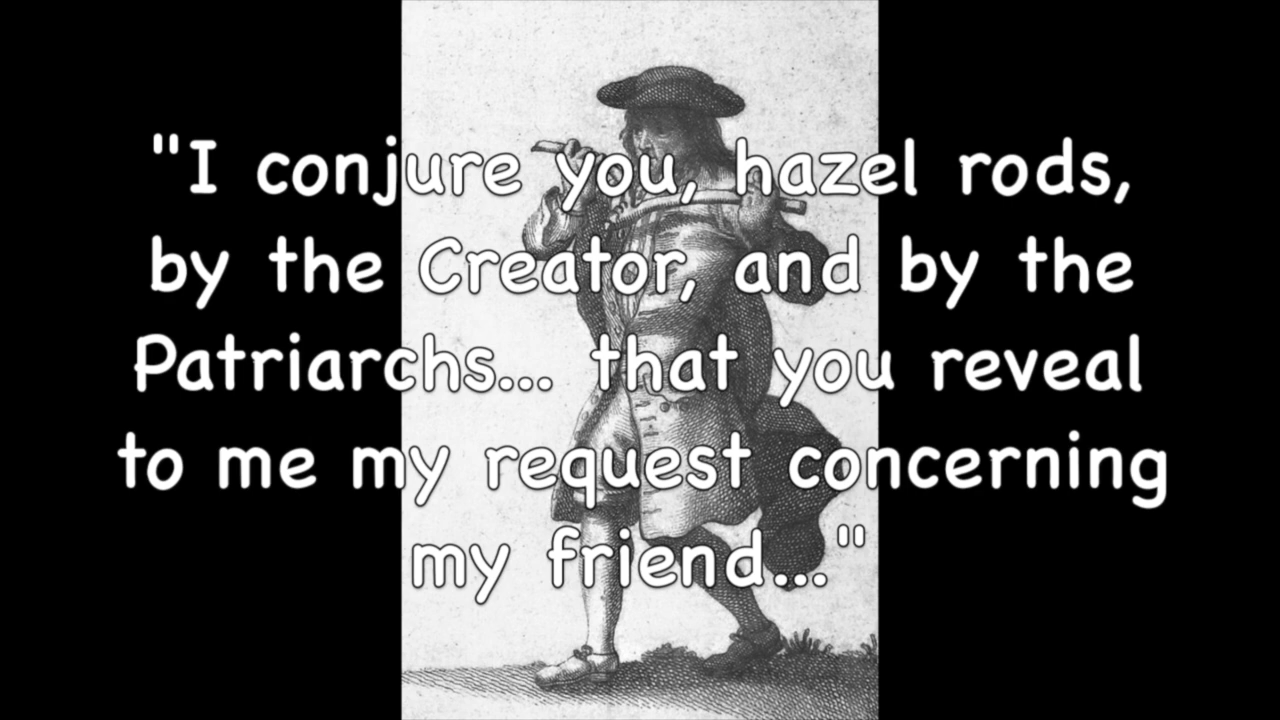 "I conjure you, hazel rods,
by the Creator, and by the
Patriarchs... that you reveal
to me my request concerning
my friend..."